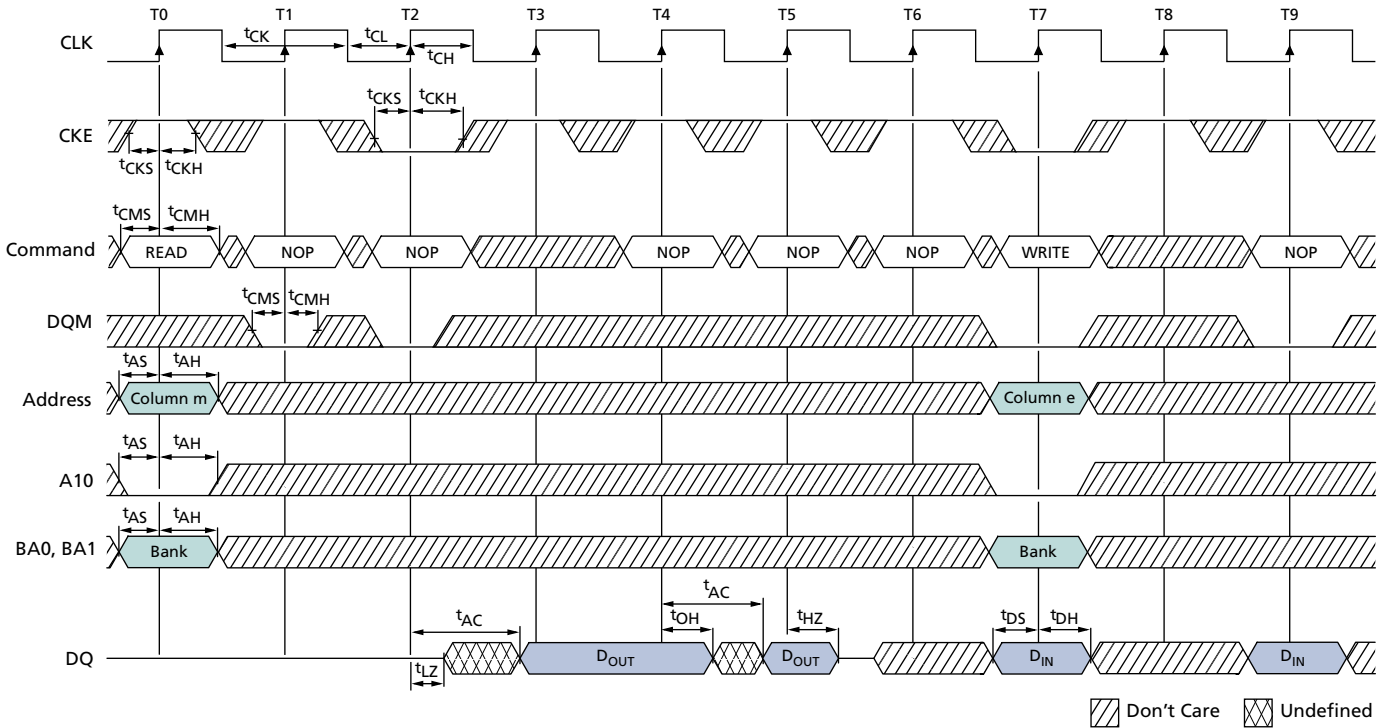 T0 T1 T2 T3 T4 T5 T6 T7 T8 T9
CLK
tCK tCL
tCH
tCKS tCKH
CKE
tCKS tCKH
tCMS tCMH
Command READ NOP NOP NOP NOP NOP WRITE NOP
tCMS tCMH
DQM
tAS tAH
Address Column m Column e
tAS tAH
A10
tAS tAH
BA0, BA1 Bank Bank
tAC
tAC tOH tHZ tDS tDH
DQ DOUT DOUT DIN DIN
tLZ
Don't Care Undefined